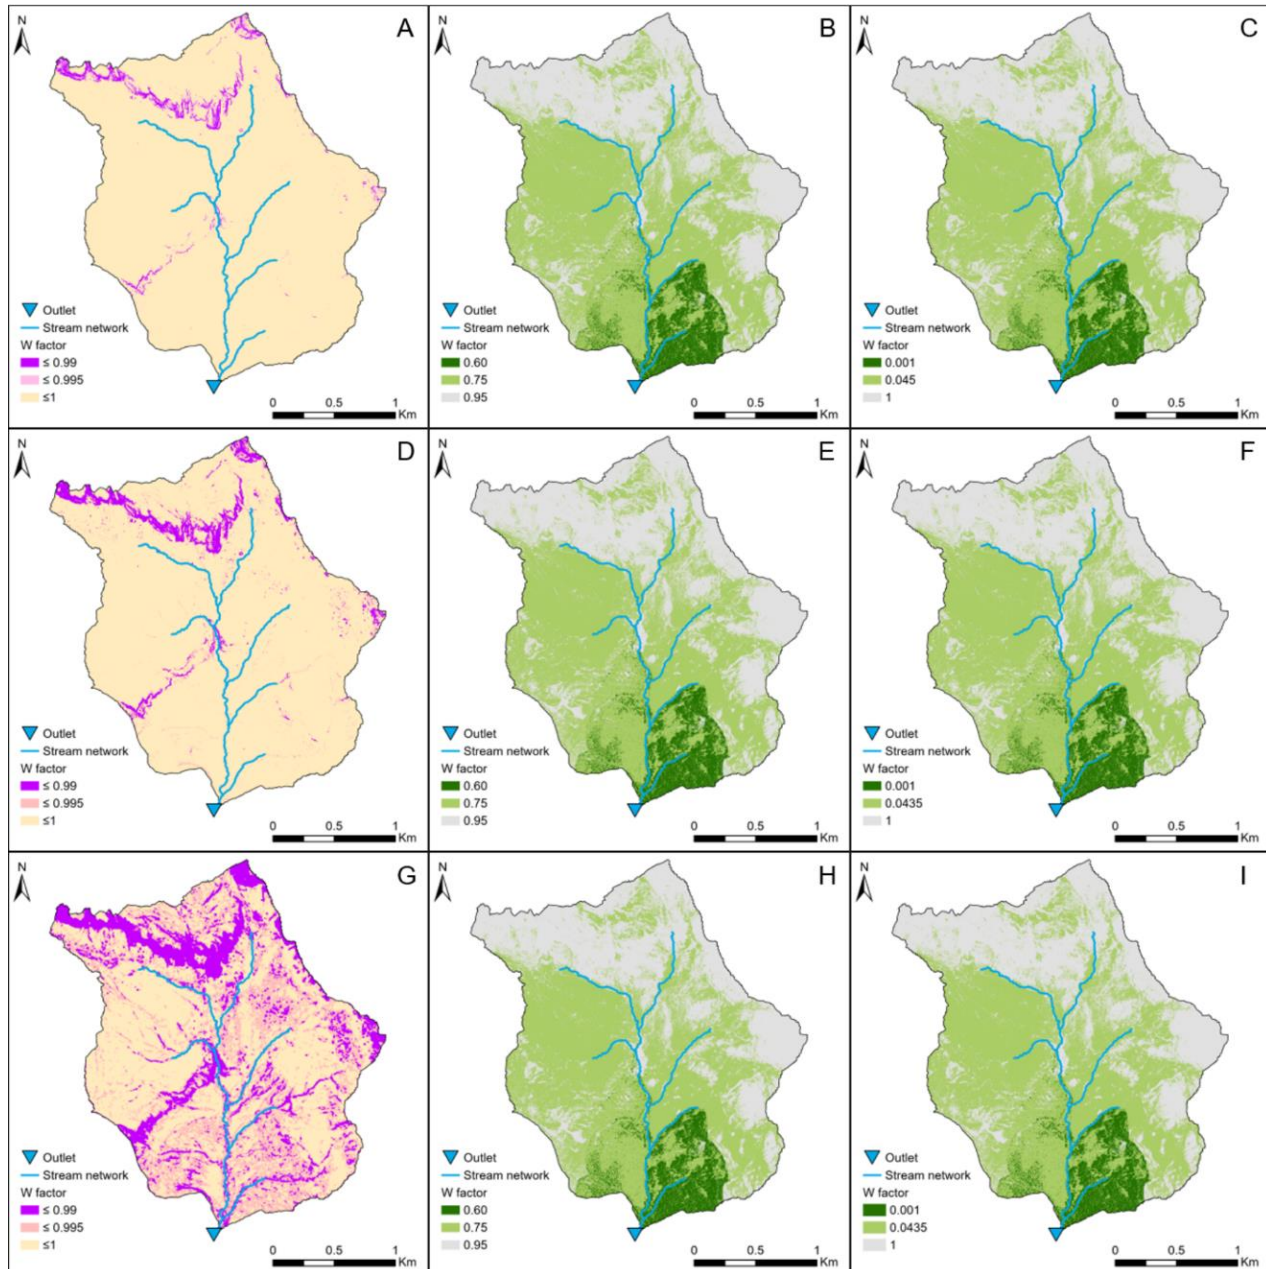 N
A
Outlet
Stream network
W factor
≤ 0.99
≤ 0.995
≤1
0 0.5 1
Km
N
B
Outlet
Stream network
W factor
0.60
0.75
0.95
0 0.5 1
Km
N
C
Outlet
Stream network
W factor
0.001
0.045
1
0 0.5 1
Km
N
D
Outlet
Stream network
W factor
≤ 0.99
≤ 0.995
≤1
0 0.5 1
Km
N
E
Outlet
Stream network
W factor
0.60
0.75
0.95
0 0.5 1
Km
N
F
Outlet
Stream network
W factor
0.001
0.0435
1
0 0.5 1
Km
N
G
Outlet
Stream network
W factor
≤ 0.99
≤ 0.995
≤1
0 0.5 1
Km
N
H
Outlet
Stream network
W factor
0.60
0.75
0.95
0 0.5 1
Km
N
I
Outlet
Stream network
W factor
0.001
0.0435
1
0 0.5 1
Km